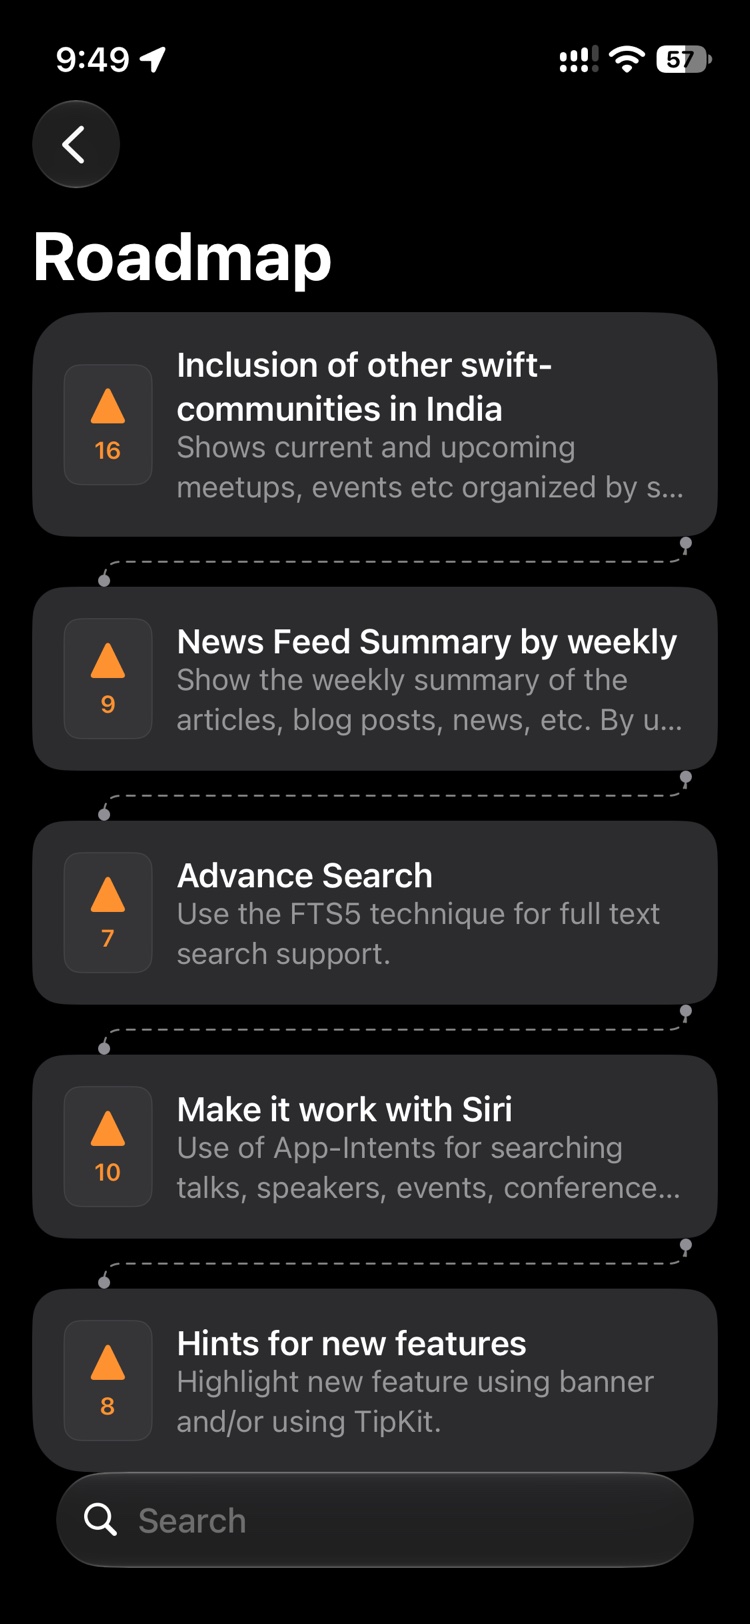 9:49
57
Roadmap
Inclusion of other swift-
communities in India
16
Shows current and upcoming
meetups, events etc organized by s...
News Feed Summary by weekly
9
Show the weekly summary of the
articles, blog posts, news, etc. By u...
Advance Search
7
Use the FTS5 technique for full text
search support.
Make it work with Siri
10
Use of App-Intents for searching
talks, speakers, events, conference...
Hints for new features
8
Highlight new feature using banner
and/or using TipKit.
Search